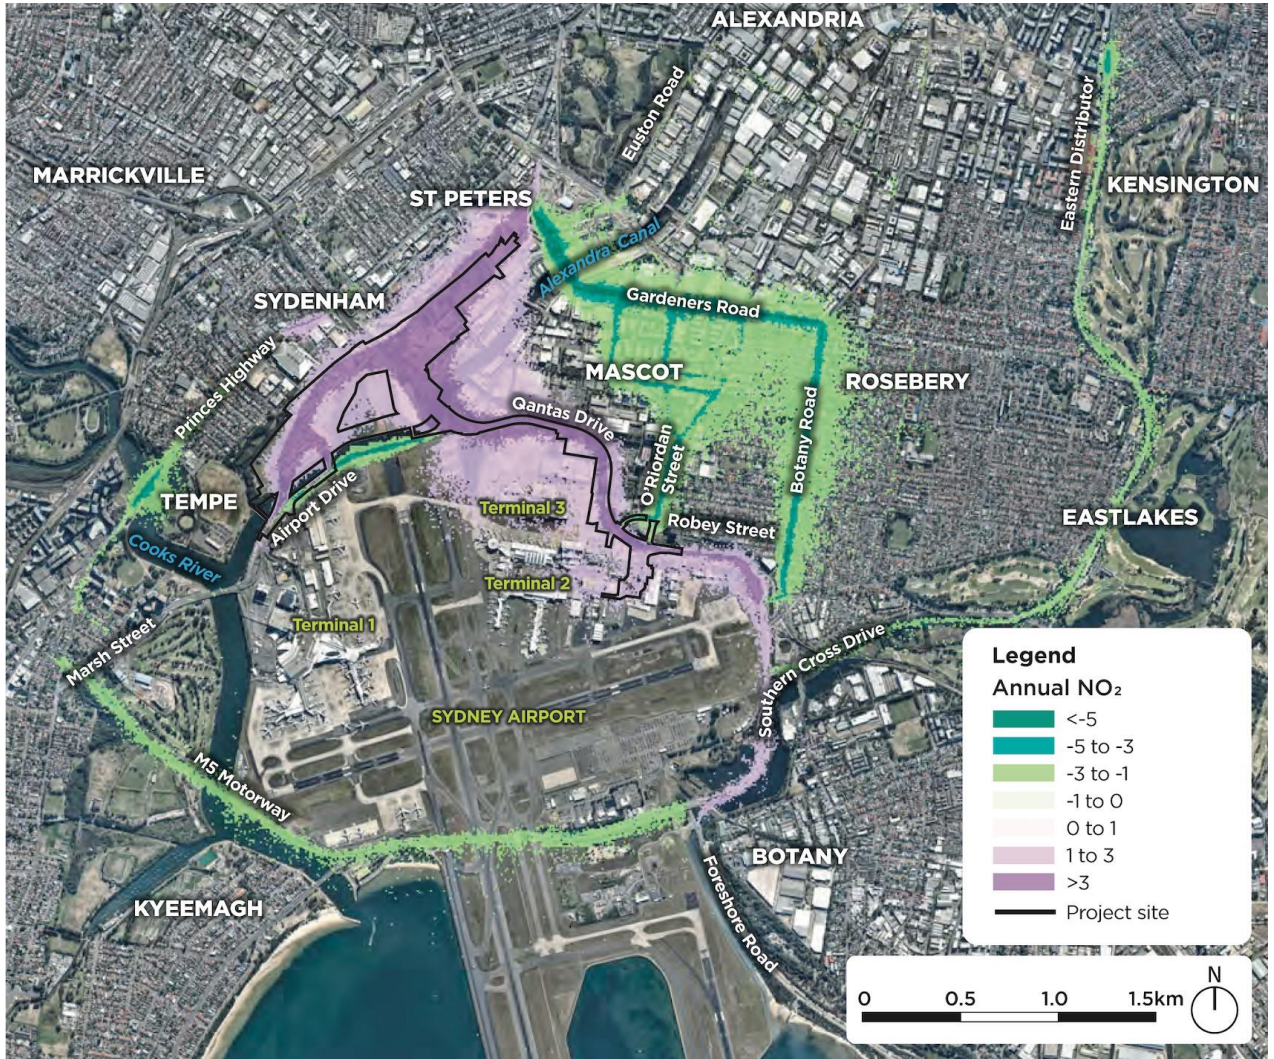 ALEXANDRIA
Euston Road
Eastern Distributor
MARRICKVILLE
KENSINGTON
ST PETERS
Alexandra Canal
SYDENHAM
Gardeners Road
Princes Highway
MASCOT
ROSEBERY
Qantas Drive
Botany Road
O'Riordan
Street
TEMPE
Airport Drive
Terminal 3
Robey Street
EASTLAKES
Cooks River
Terminal 2
Terminal 1
Marsh Street
Southern Cross Drive
SYDNEY AIRPORT
M5 Motorway
BOTANY
Foreshore Road
KYEEMAGH
Legend
Annual NO₂
<-5
-5 to -3
-3 to -1
-1 to 0
0 to 1
1 to 3
>3
Project site
0 0.5 1.0 1.5km
N